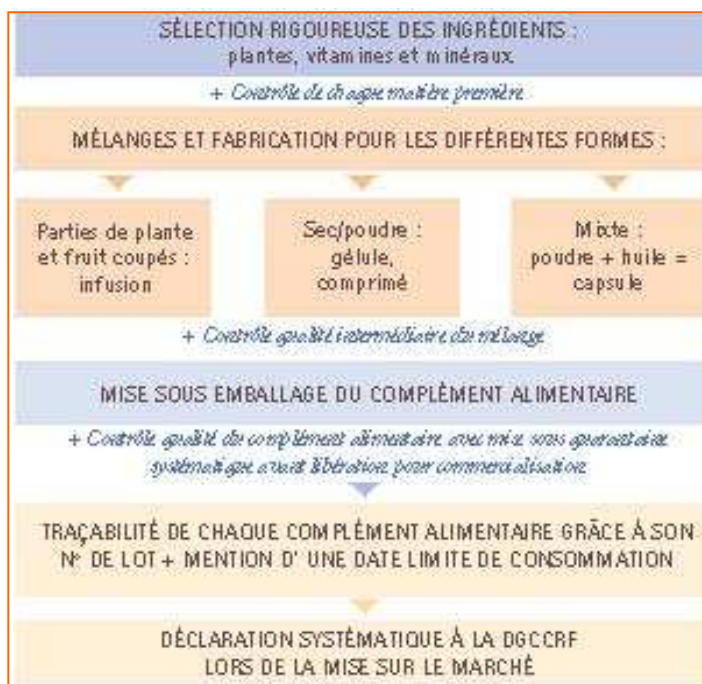 SÉLECTION RIGOUREUSE DES INGRÉDIENTS :
plantes, vitamines et minéraux
+ Contrôle de chaque matière première
MÉLANGES ET FABRICATION POUR LES DIFFÉRENTES FORMES :
Parties de plante
et fruit coupés :
infusion
Sec/poudre :
gélule,
comprimé
Mixte :
poudre + huile =
capsule
+ Contrôle qualité intermédiaire du mélange
MISE SOUS EMBALLAGE DU COMPLÉMENT ALIMENTAIRE
+ Contrôle qualité du complément alimentaire avec mise sous quarantaine
systématique avant libération pour commercialisation
TRAÇABILITÉ DE CHAQUE COMPLÉMENT ALIMENTAIRE GRÂCE À SON
N° DE LOT + MENTION D' UNE DATE LIMITE DE CONSOMMATION
DÉCLARATION SYSTÉMATIQUE À LA DGCCRF
LORS DE LA MISE SUR LE MARCHÉ